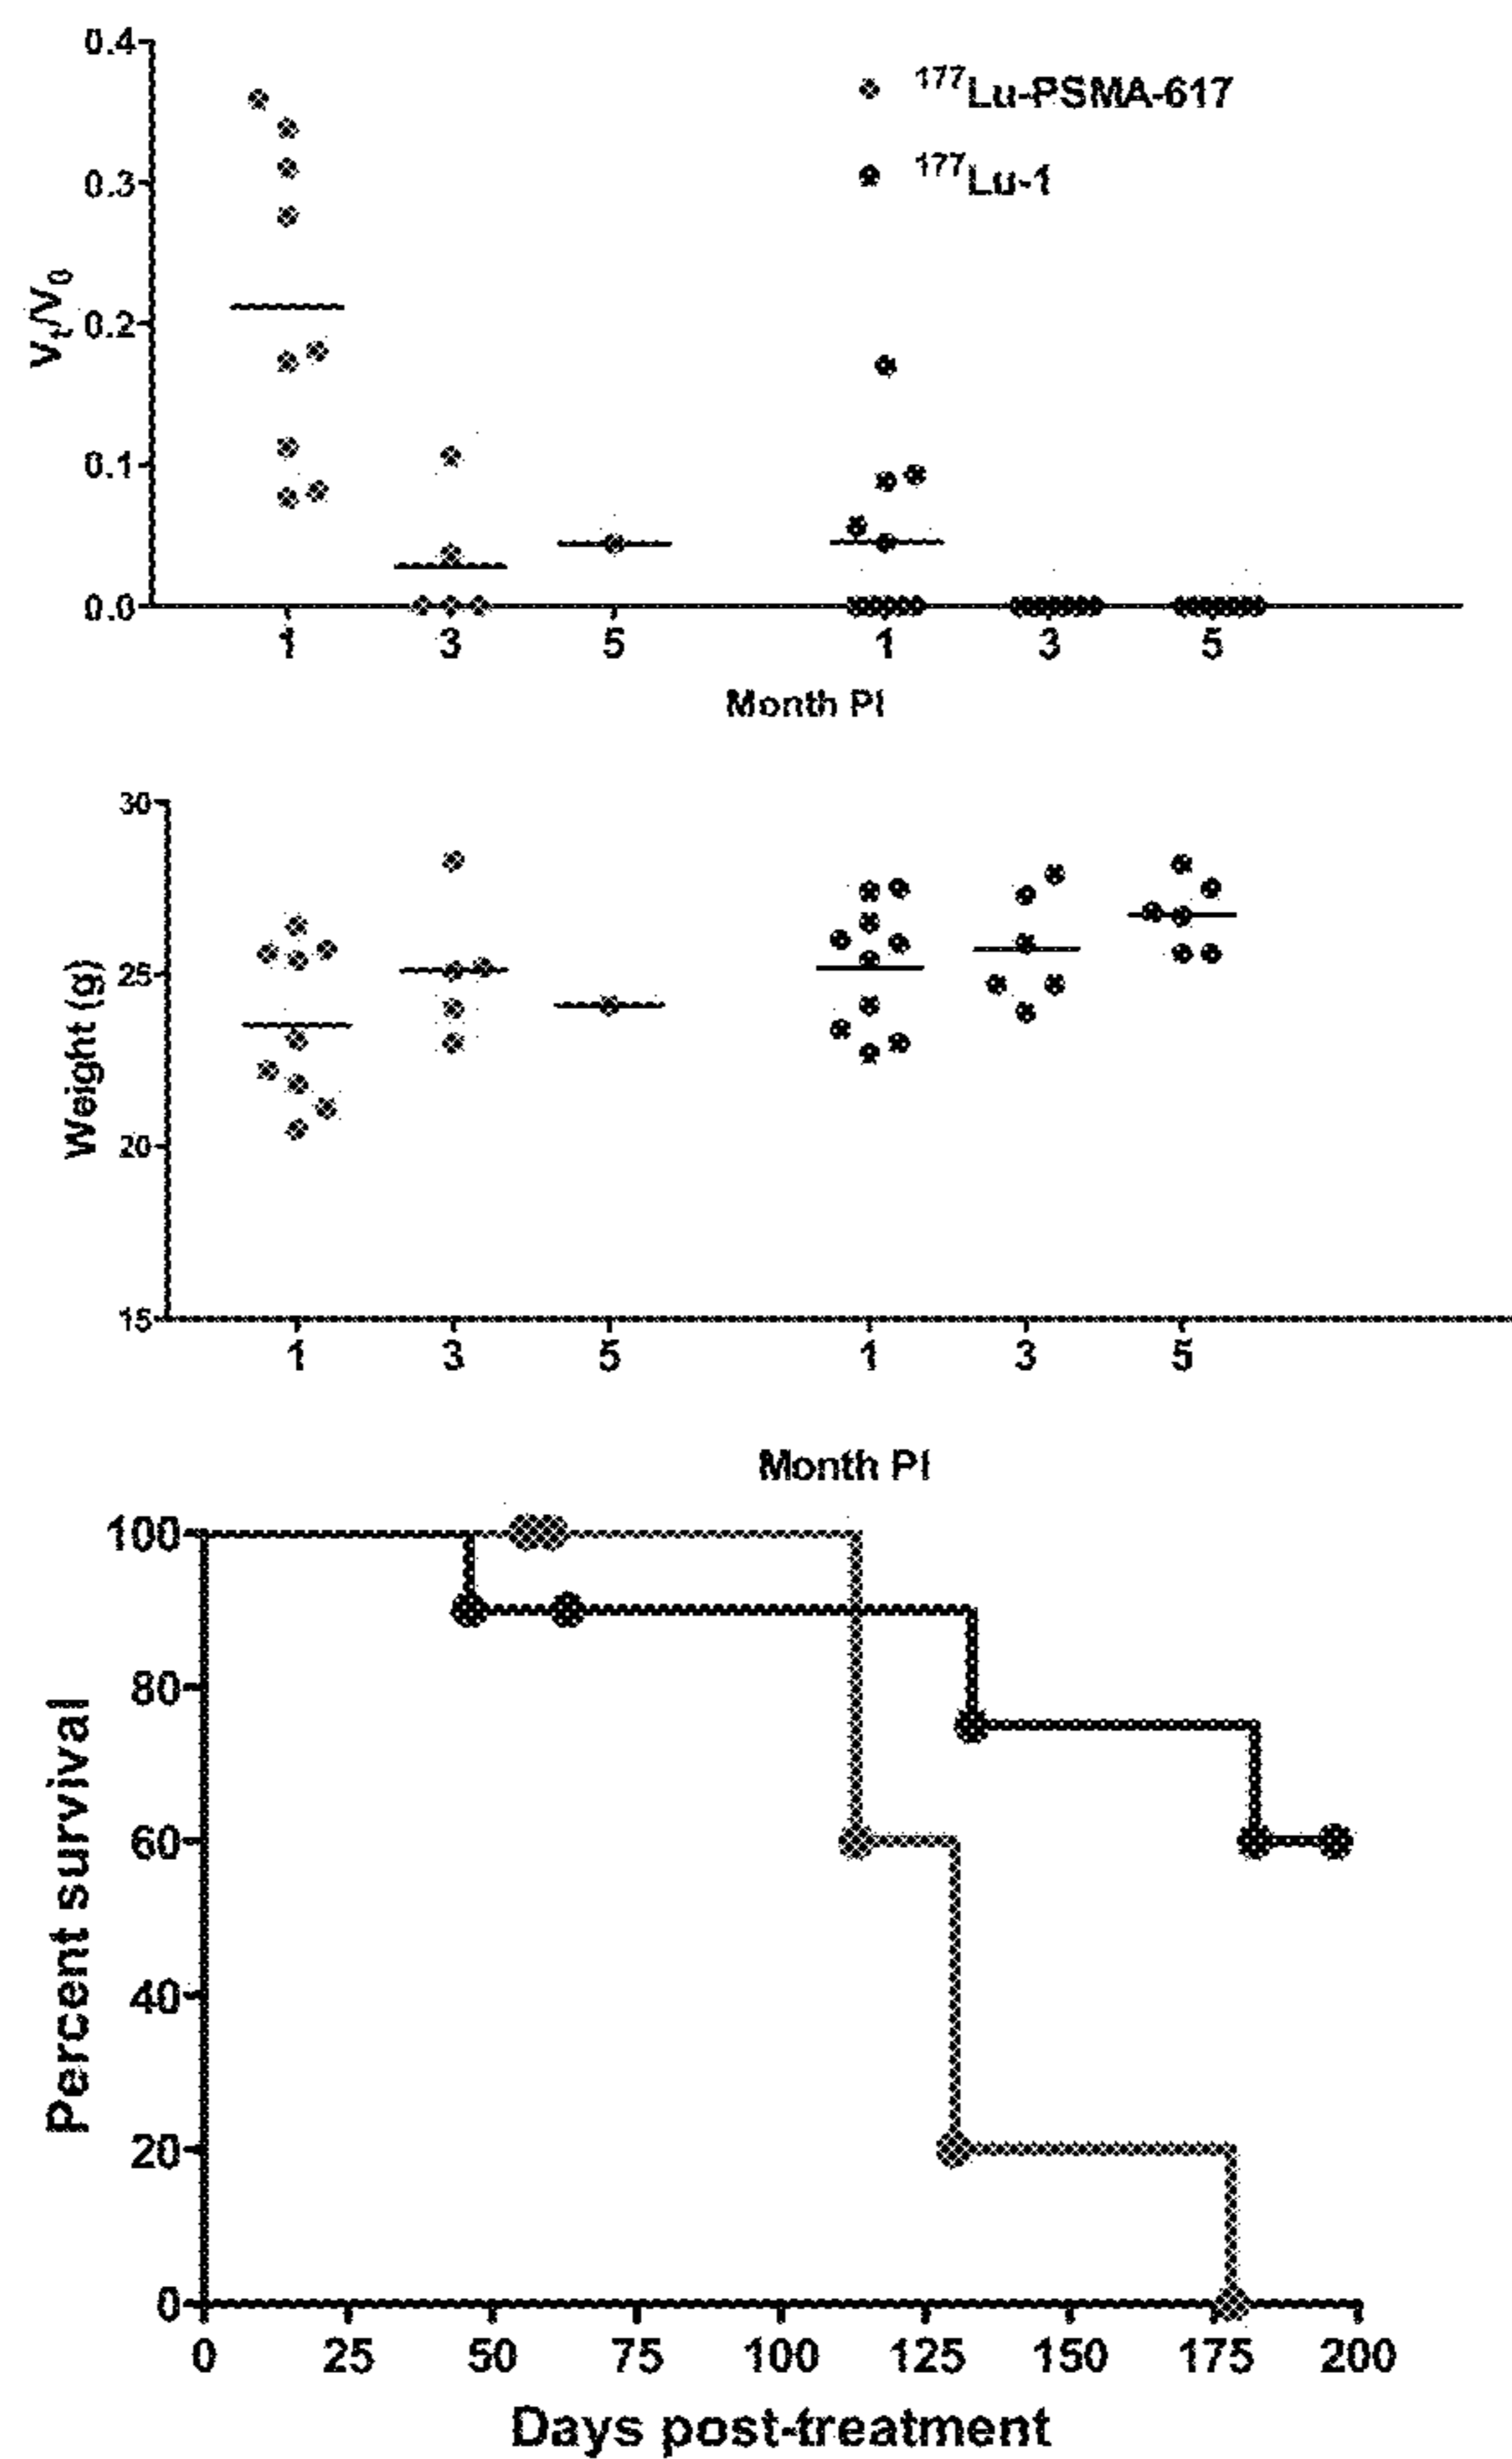 0.4
¹⁷⁷Lu-PSMA-617
0.3
¹⁷⁷Lu-1
Vₜ/V₀
0.2
0.1
0.0
1 3 5 1 3 5
Month PI
30
25
Weight (g)
20
15
1 3 5 1 3 5
Month PI
100
80
Percent survival
60
40
20
0
0 25 50 75 100 125 150 175 200
Days post-treatment